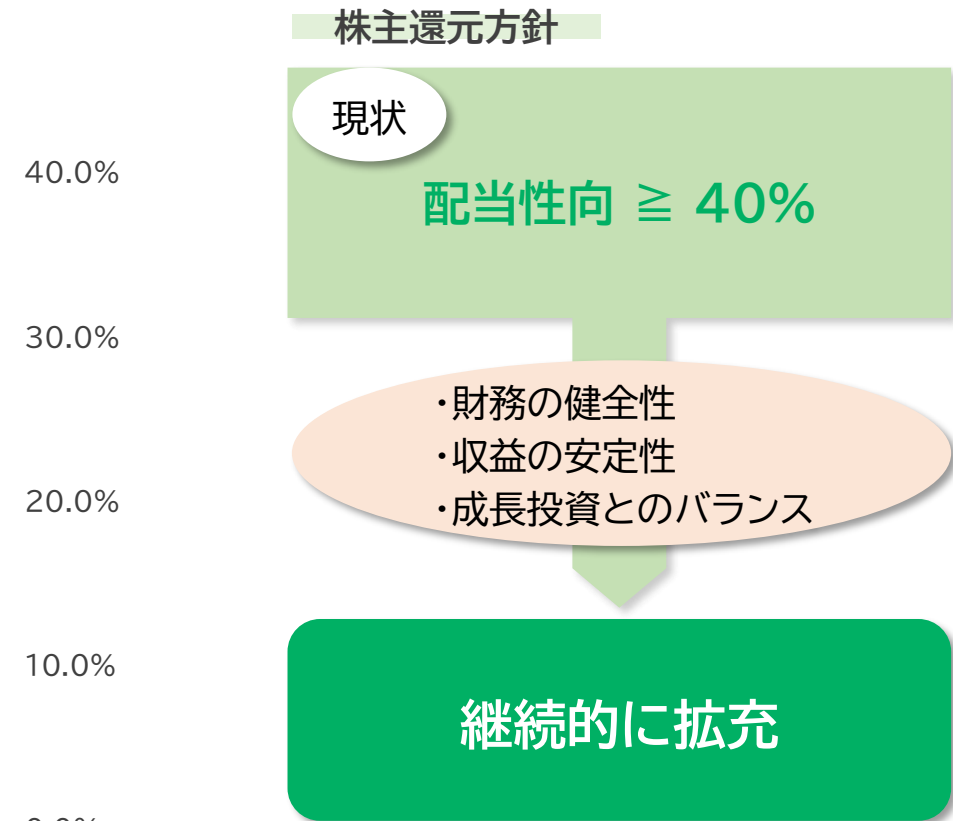 株主還元方針
現状
40.0%
配当性向 ≧ 40%
30.0%
・財務の健全性
・収益の安定性
20.0%
・成長投資とのバランス
10.0%
継続的に拡充